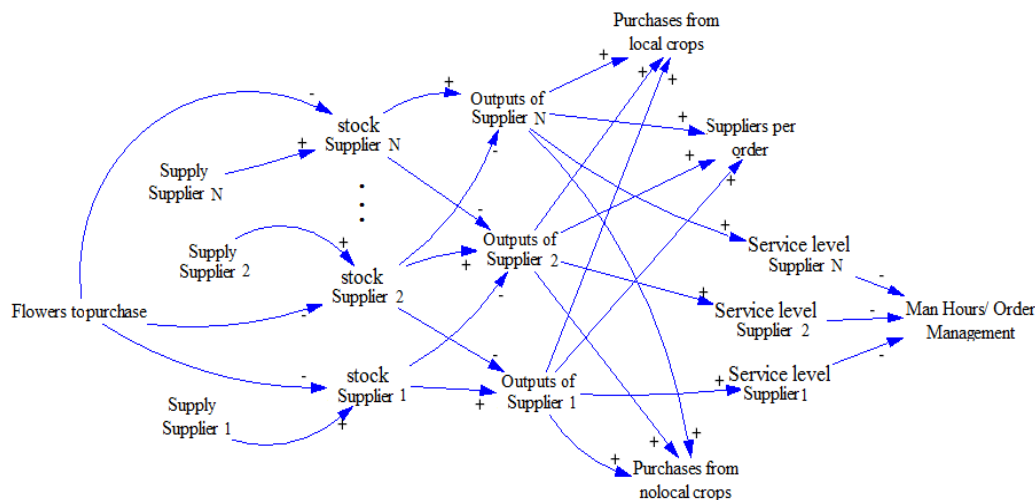 Purchases from
local crops
Outputs of
Supplier N
stock
Supplier N
Suppliers per
order
Supply
Supplier N
Supply
Supplier 2
Outputs of
Supplier 2
Service level
Supplier N
stock
Supplier 2
Flowers topurchase
Service level
Supplier 2
Man Hours/ Order
Management
stock
Supplier 1
Outputs of
Supplier 1
Service level
Supplier1
Supply
Supplier 1
Purchases from
nolocal crops